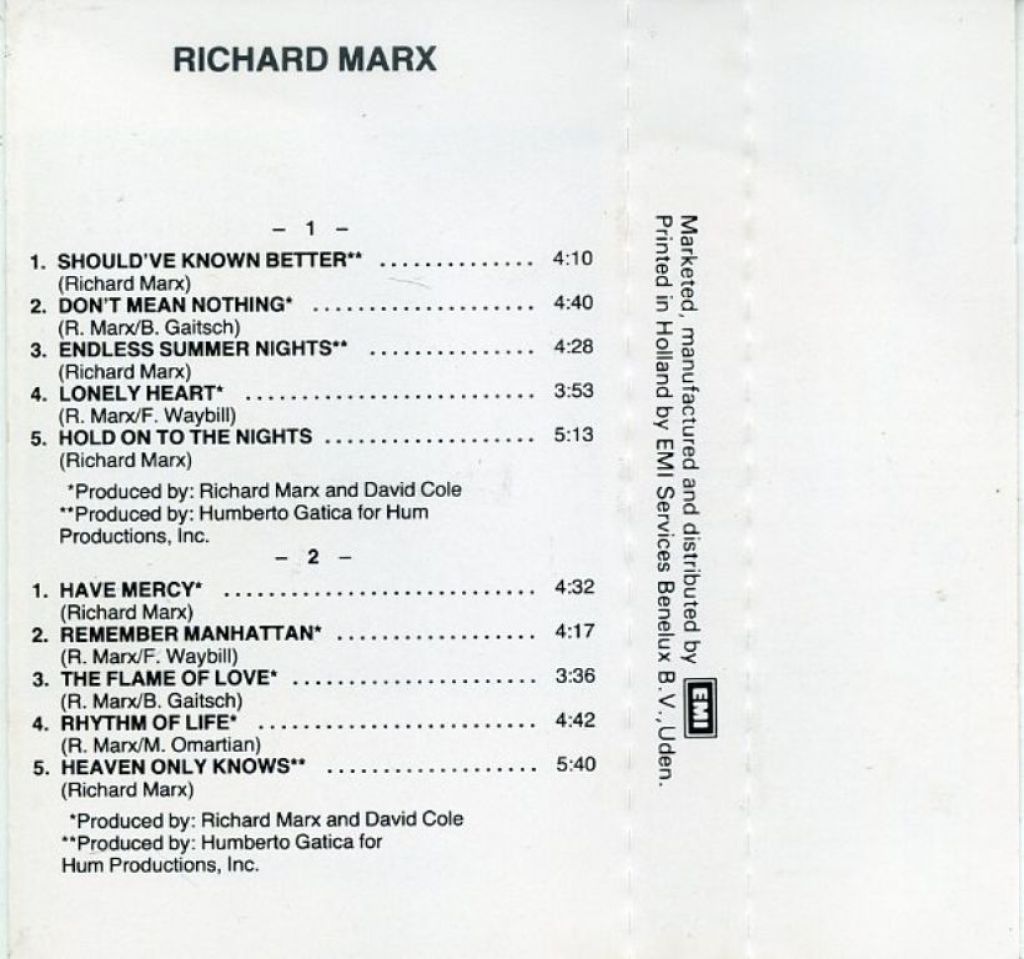 RICHARD MARX
– 1 –
1. SHOULD'VE KNOWN BETTER** ............... 4:10
(Richard Marx)
2. DON'T MEAN NOTHING* ..................... 4:40
(R. Marx/B. Gaitsch)
3. ENDLESS SUMMER NIGHTS** ................ 4:28
(Richard Marx)
4. LONELY HEART* ............................ 3:53
(R. Marx/F. Waybill)
5. HOLD ON TO THE NIGHTS .................... 5:13
(Richard Marx)
*Produced by: Richard Marx and David Cole
**Produced by: Humberto Gatica for Hum
Productions, Inc.
– 2 –
1. HAVE MERCY* .............................. 4:32
(Richard Marx)
2. REMEMBER MANHATTAN* ................... 4:17
(R. Marx/F. Waybill)
3. THE FLAME OF LOVE* ....................... 3:36
(R. Marx/B. Gaitsch)
4. RHYTHM OF LIFE* .......................... 4:42
(R. Marx/M. Omartian)
5. HEAVEN ONLY KNOWS** .................... 5:40
(Richard Marx)
*Produced by: Richard Marx and David Cole
**Produced by: Humberto Gatica for
Hum Productions, Inc.
Marketed, manufactured and distributed by EMI
Printed in Holland by EMI Services Benelux B.V., Uden.